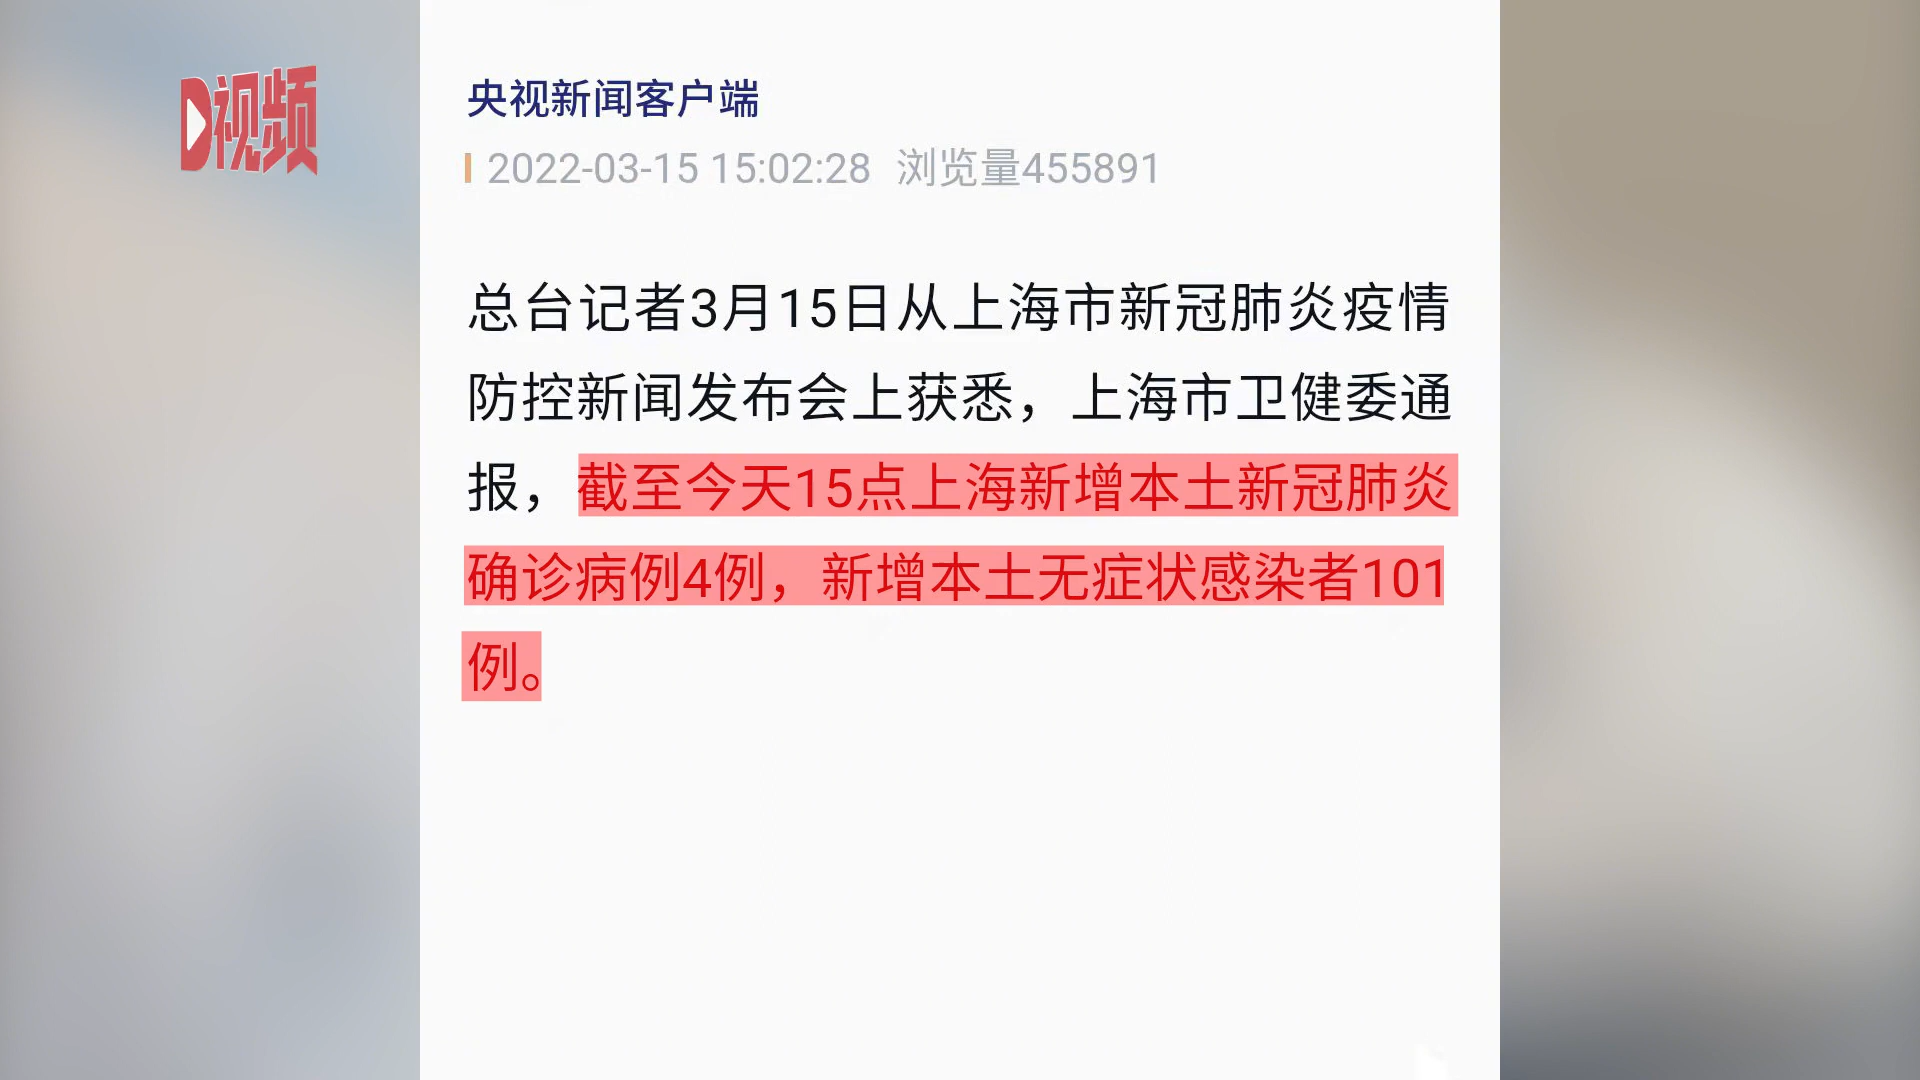 D视频
央视新闻客户端
2022-03-15 15:02:28 浏览量455891
总台记者3月15日从上海市新冠肺炎疫情
防控新闻发布会上获悉，上海市卫健委通
报，截至今天15点上海新增本土新冠肺炎
确诊病例4例，新增本土无症状感染者101
例。